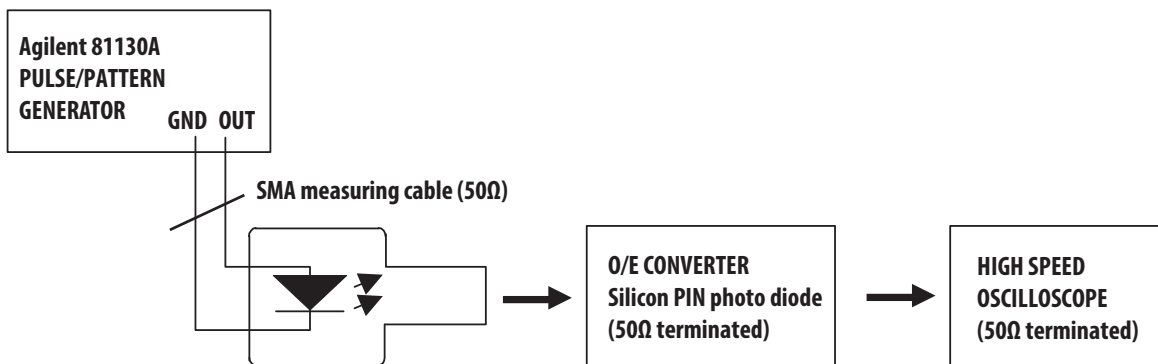 Agilent 81130A
PULSE/PATTERN
GENERATOR
GND OUT
SMA measuring cable (50Ω)
O/E CONVERTER
Silicon PIN photo diode
(50Ω terminated)
HIGH SPEED
OSCILLOSCOPE
(50Ω terminated)